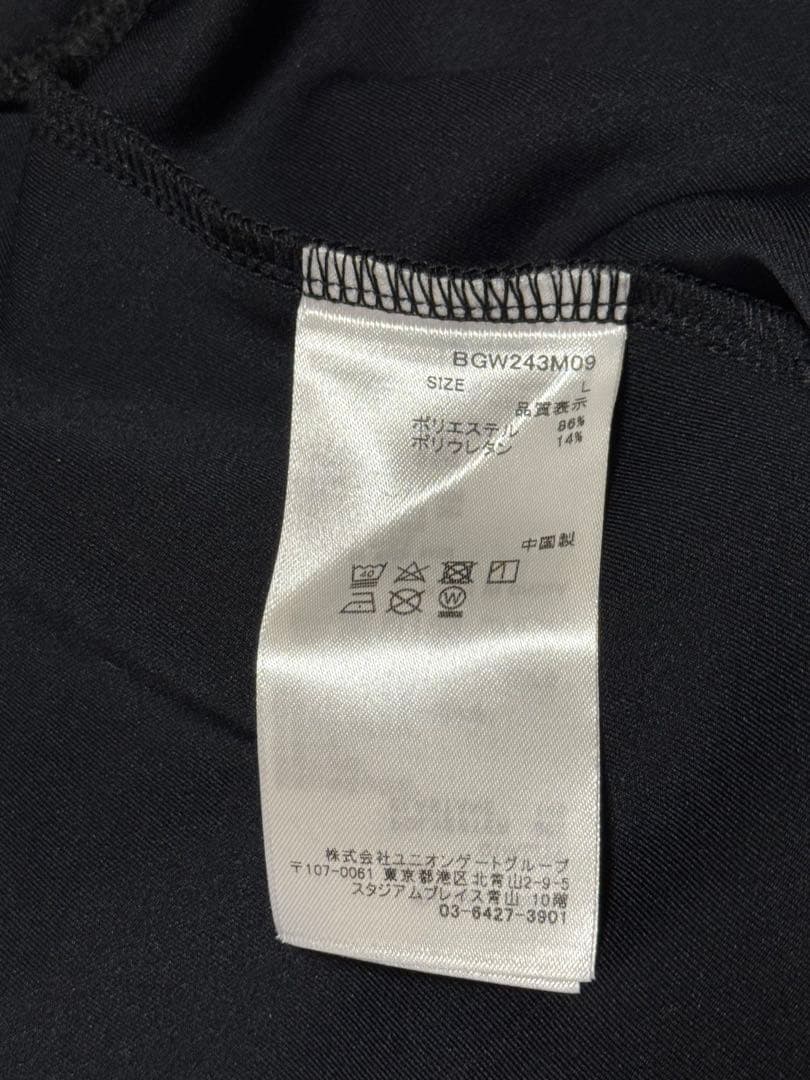 BGW243M09
SIZE L
品質表示
ポリエステル 86%
ポリウレタン 14%
中国製
40
W
株式会社ユニオンゲートグループ
〒107-0061 東京都港区北青山2-9-5
スタジアムプレイス青山 10階
03-6427-3901